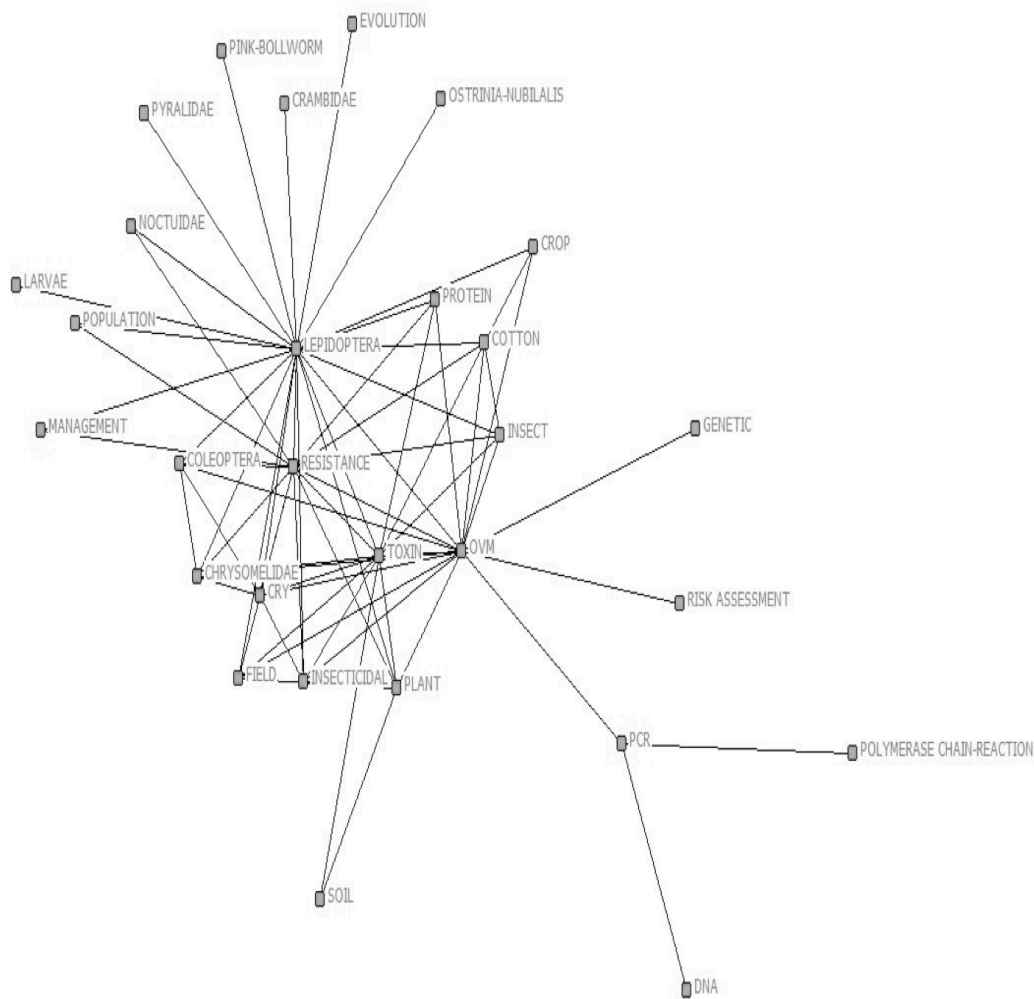 EVOLUTION
PINK-BOLLWORM
OSTRINIA-NUBILALIS
CRAMBIDAE
PYRALIDAE
NOCTUIDAE
CROP
LARVAE
PROTEIN
POPULATION
COTTON
LEPIDOPTERA
MANAGEMENT
GENETIC
INSECT
COLEOPTERA
RESISTANCE
OVM
TOXIN
CHRYSOMELIDAE
CRY
RISK ASSESSMENT
FIELD
INSECTICIDAL
PLANT
PCR
POLYMERASE CHAIN-REACTION
SOIL
DNA